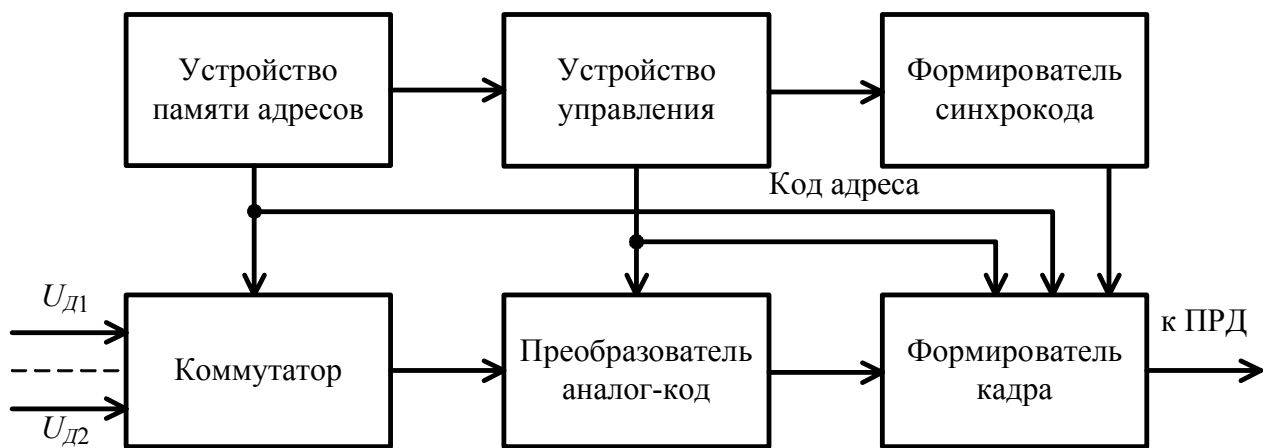 Устройство
памяти адресов
Устройство
управления
Формирователь
синхрокода
Код адреса
UД1
к ПРД
Коммутатор
Преобразователь
аналог-код
Формирователь
кадра
UД2